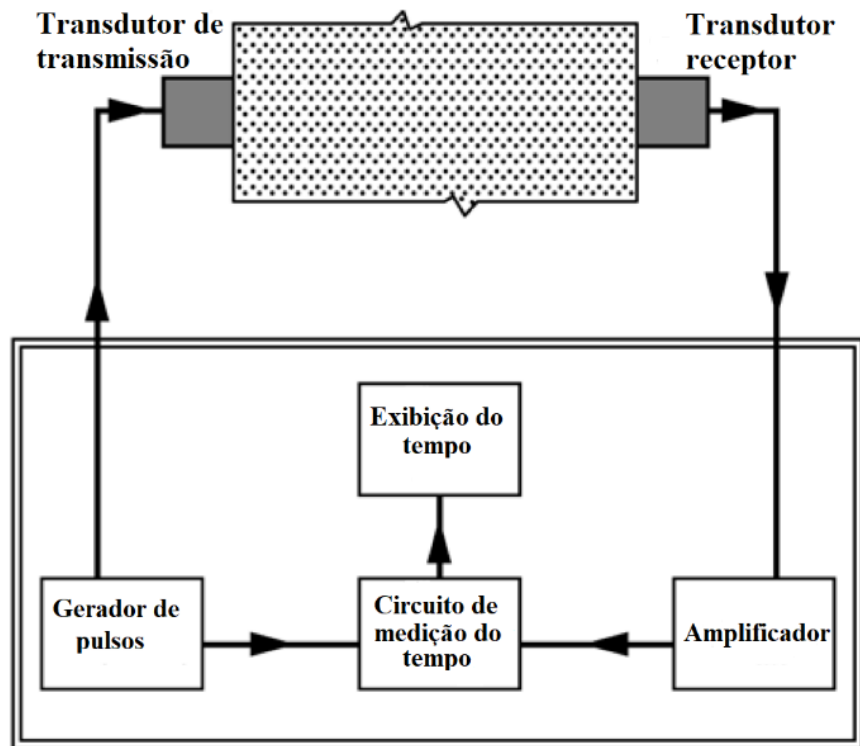 Transdutor de
transmissão
Transdutor
receptor
Exibição do
tempo
Gerador de
pulsos
Circuito de
medição do
tempo
Amplificador